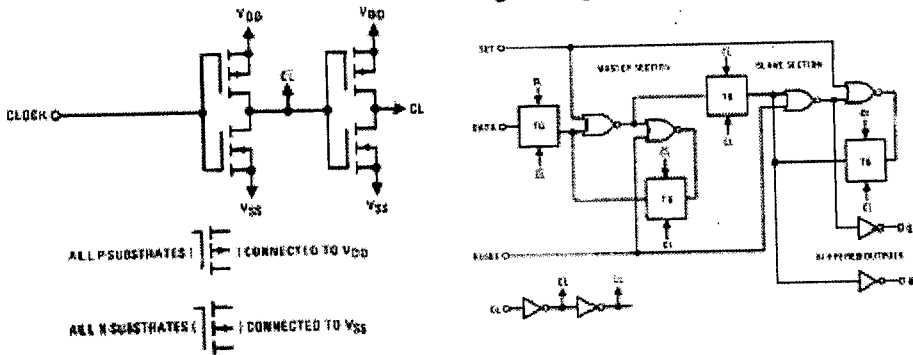 VDD
VDD
CLOCK
CL
CL
VSS
VSS
ALL P-SUBSTRATES ( ) CONNECTED TO VDD
ALL N-SUBSTRATES ( ) CONNECTED TO VSS
SET
CL
MASTER SECTION
SLAVE SECTION
CL
TG
DATA
TG
CL
CL
CL
TG
CL
CL
TG
CL
RESET
BUFFERED OUTPUTS
CL
CL